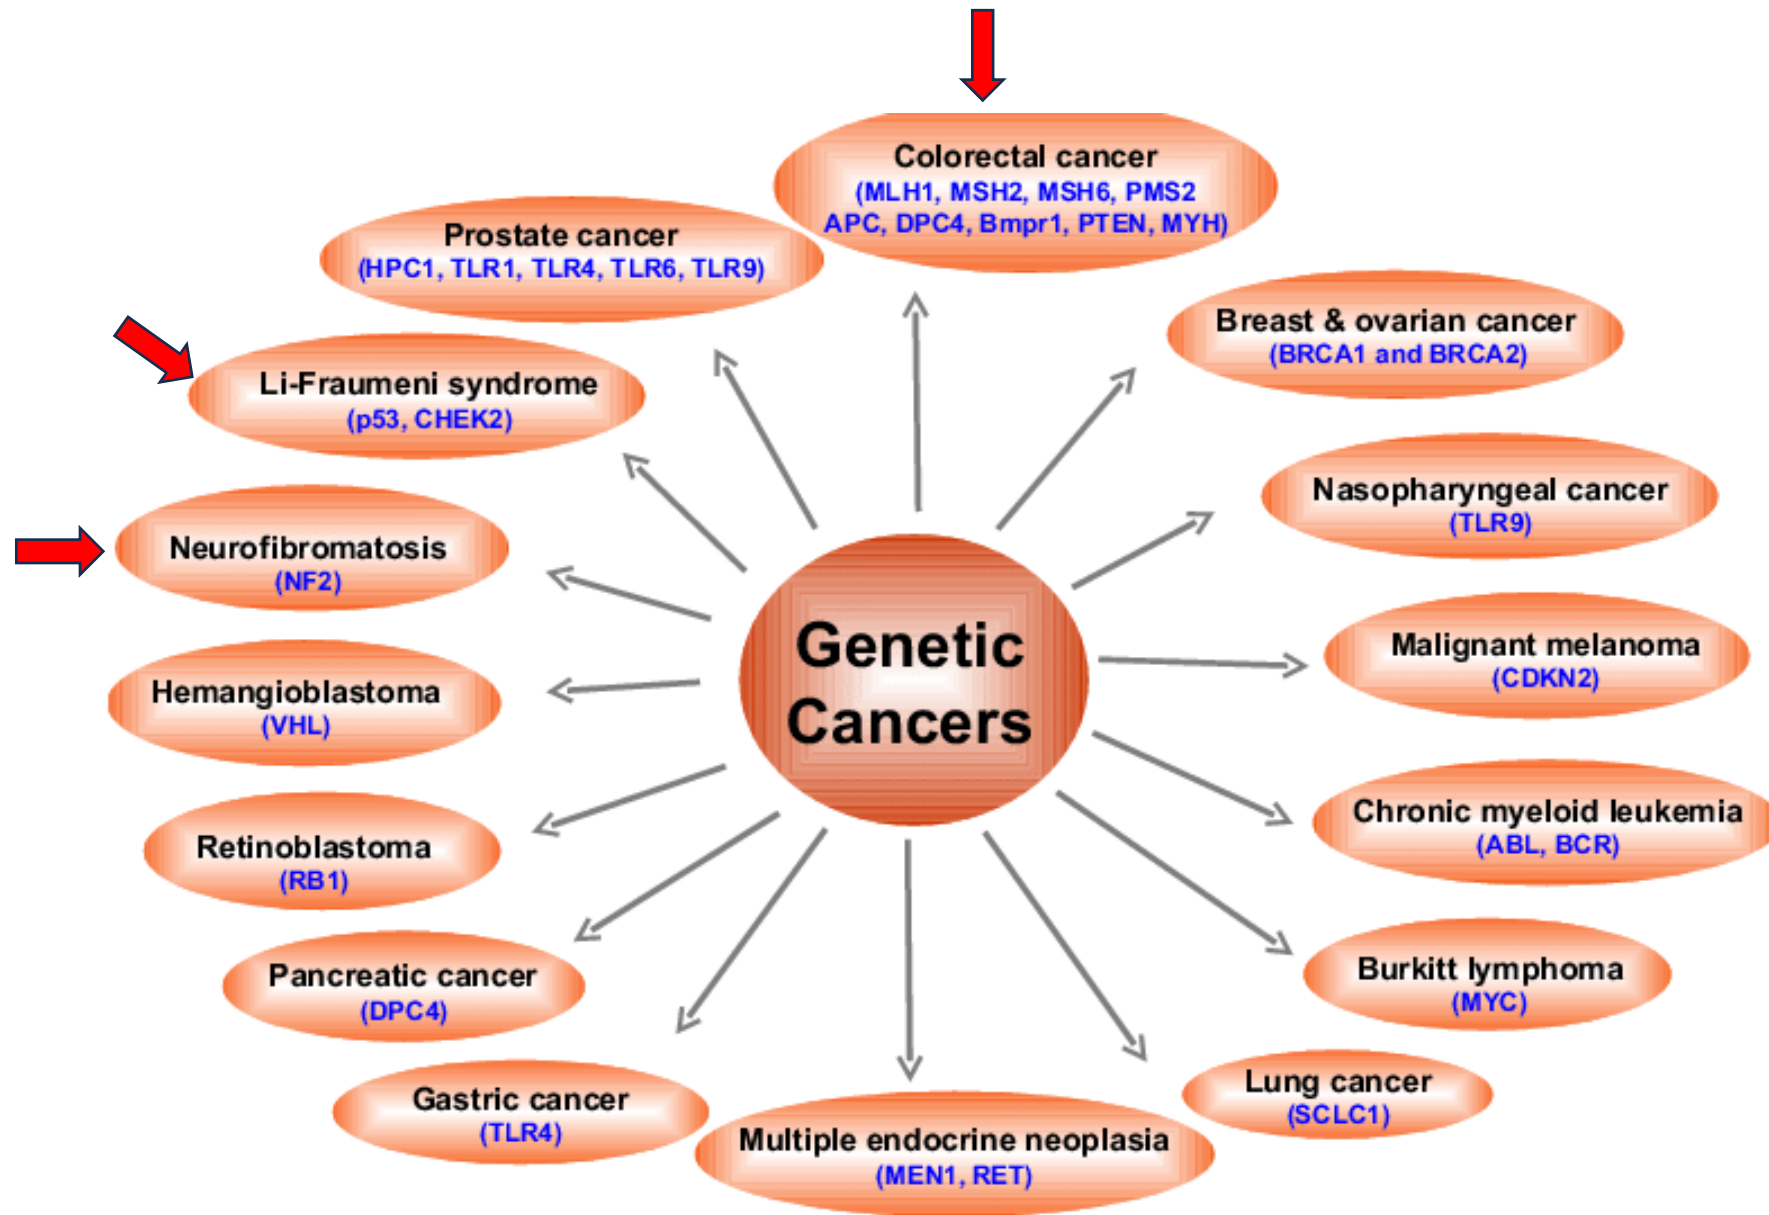 Colorectal cancer
(MLH1, MSH2, MSH6, PMS2
APC, DPC4, Bmpr1, PTEN, MYH)
Prostate cancer
(HPC1, TLR1, TLR4, TLR6, TLR9)
Breast & ovarian cancer
(BRCA1 and BRCA2)
Li-Fraumeni syndrome
(p53, CHEK2)
Nasopharyngeal cancer
(TLR9)
Neurofibromatosis
(NF2)
Genetic
Cancers
Malignant melanoma
(CDKN2)
Hemangioblastoma
(VHL)
Chronic myeloid leukemia
(ABL, BCR)
Retinoblastoma
(RB1)
Burkitt lymphoma
(MYC)
Pancreatic cancer
(DPC4)
Lung cancer
(SCLC1)
Gastric cancer
(TLR4)
Multiple endocrine neoplasia
(MEN1, RET)